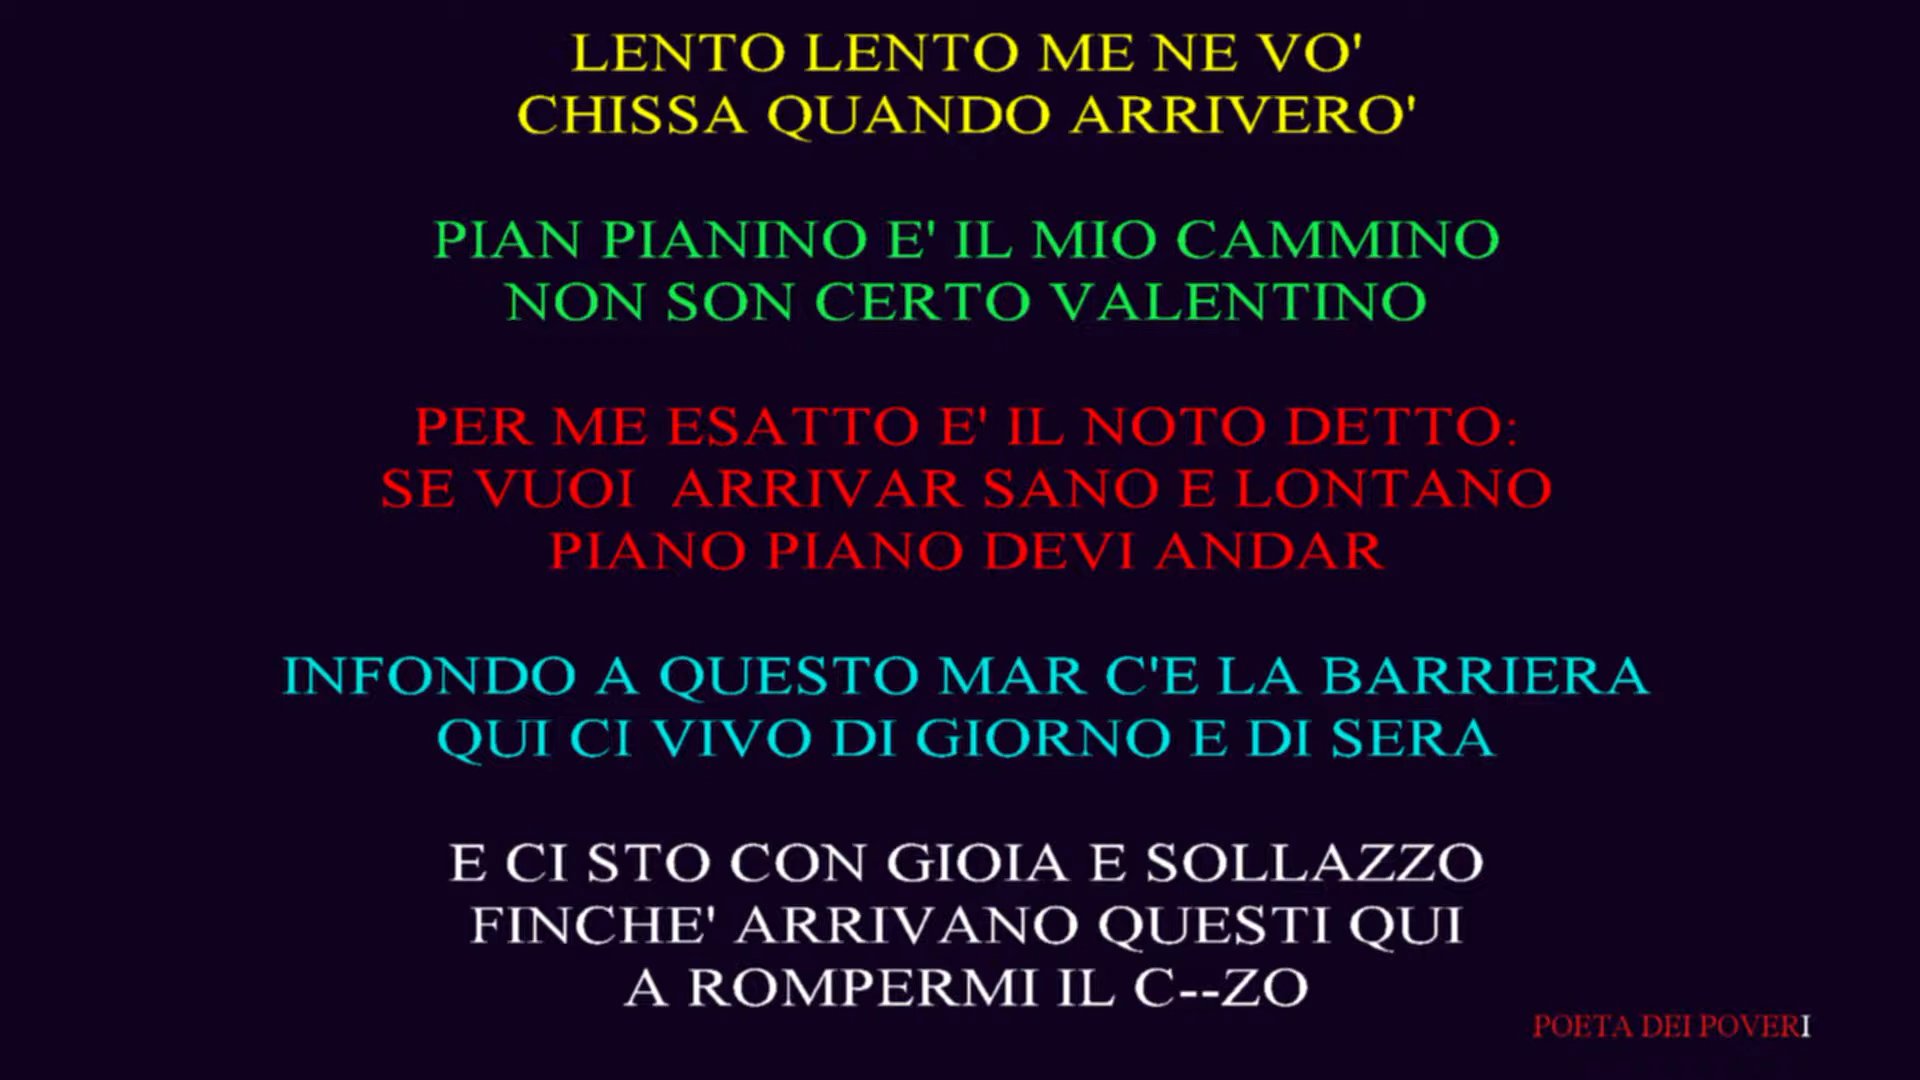 LENTO LENTO ME NE VO'
CHISSA QUANDO ARRIVERO'
PIAN PIANINO E' IL MIO CAMMINO
NON SON CERTO VALENTINO
PER ME ESATTO E' IL NOTO DETTO:
SE VUOI  ARRIVAR SANO E LONTANO
PIANO PIANO DEVI ANDAR
INFONDO A QUESTO MAR C'E LA BARRIERA
QUI CI VIVO DI GIORNO E DI SERA
E CI STO CON GIOIA E SOLLAZZO
FINCHE' ARRIVANO QUESTI QUI
A ROMPERMI IL C--ZO
POETA DEI POVERI